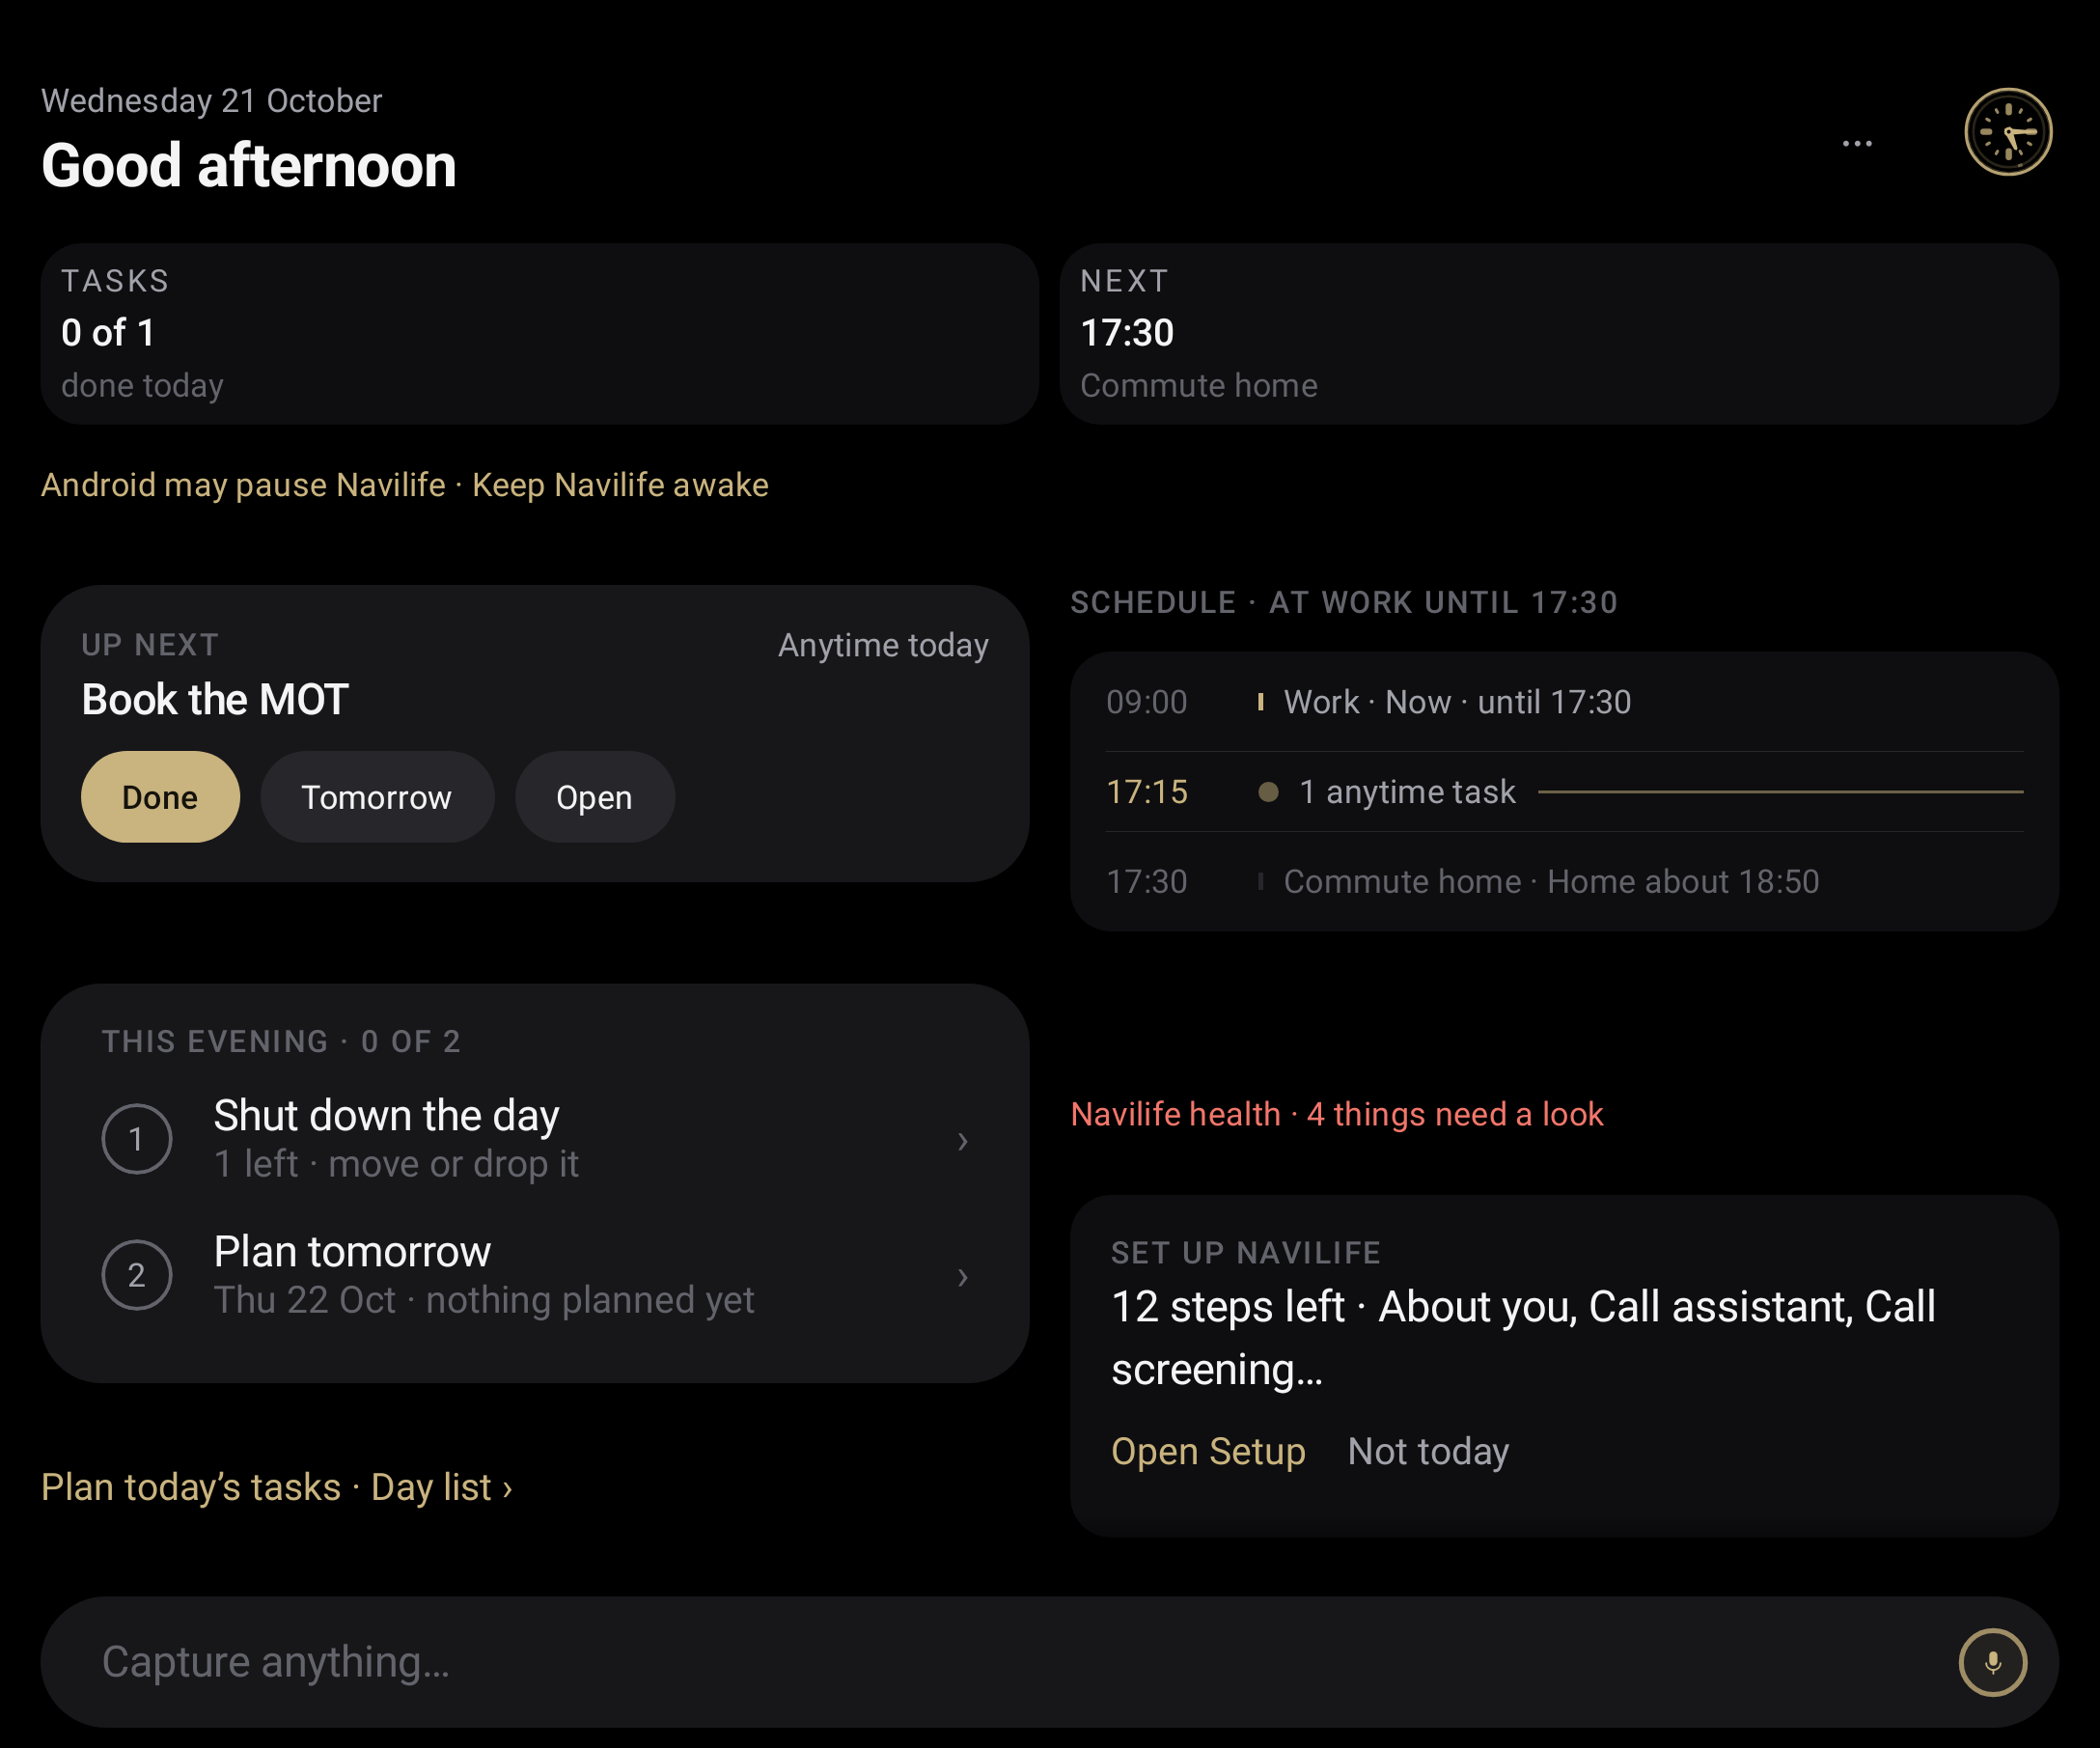 Wednesday 21 October
Good afternoon
...
TASKS
0 of 1
done today
NEXT
17:30
Commute home
Android may pause Navilife · Keep Navilife awake
UP NEXT
Anytime today
Book the MOT
Done
Tomorrow
Open
THIS EVENING · 0 OF 2
1
Shut down the day
1 left · move or drop it
›
2
Plan tomorrow
Thu 22 Oct · nothing planned yet
›
Plan today’s tasks · Day list ›
SCHEDULE · AT WORK UNTIL 17:30
09:00 Work · Now · until 17:30
17:15 1 anytime task
17:30 Commute home · Home about 18:50
Navilife health · 4 things need a look
SET UP NAVILIFE
12 steps left · About you, Call assistant, Call
screening…
Open Setup
Not today
Capture anything…